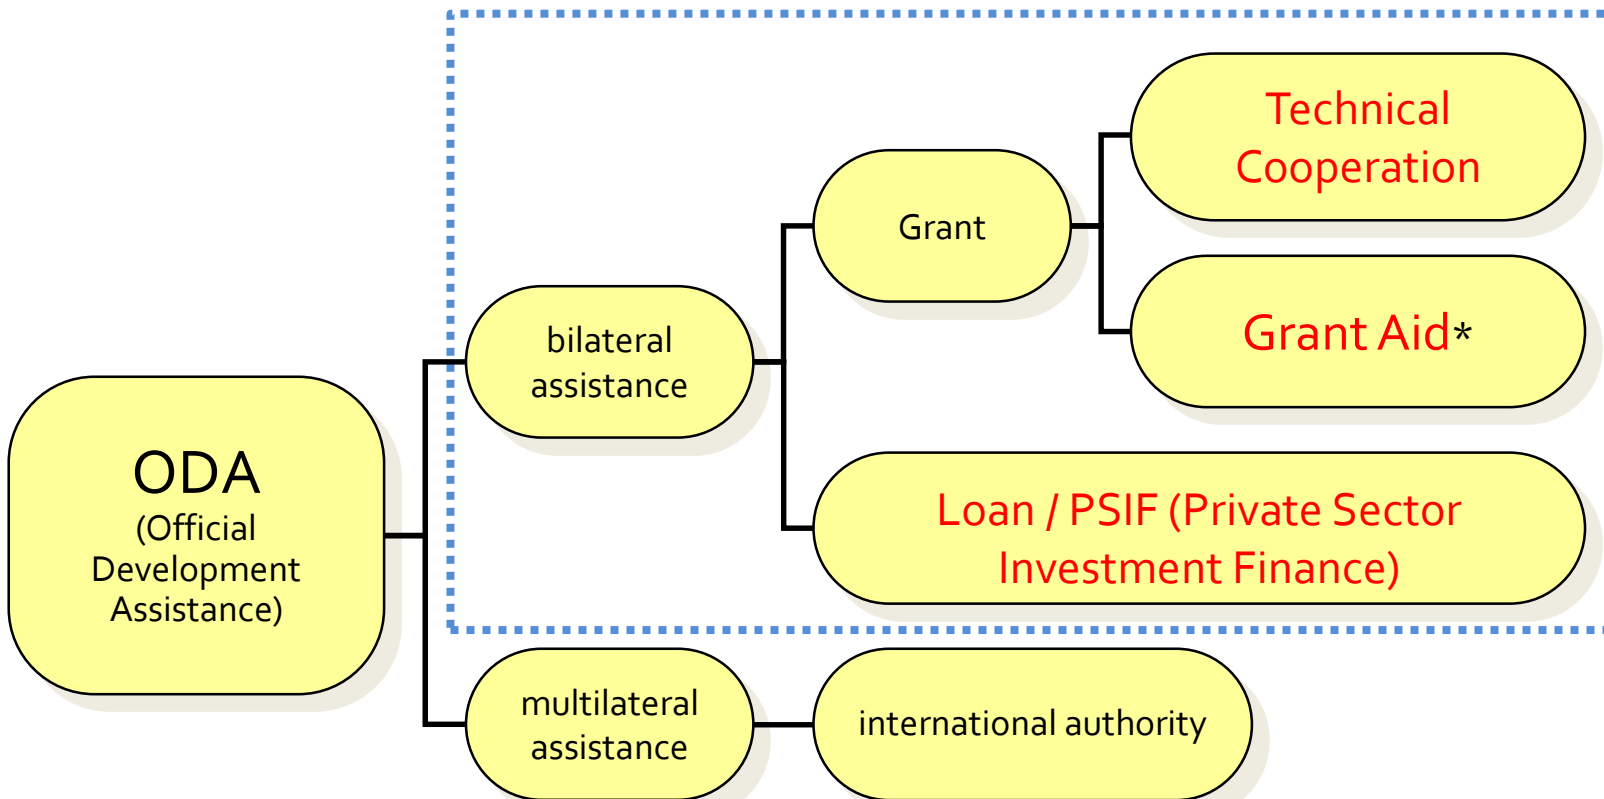 ODA
(Official
Development
Assistance)
bilateral
assistance
Grant
Technical
Cooperation
Grant Aid*
Loan / PSIF (Private Sector
Investment Finance)
multilateral
assistance
international authority